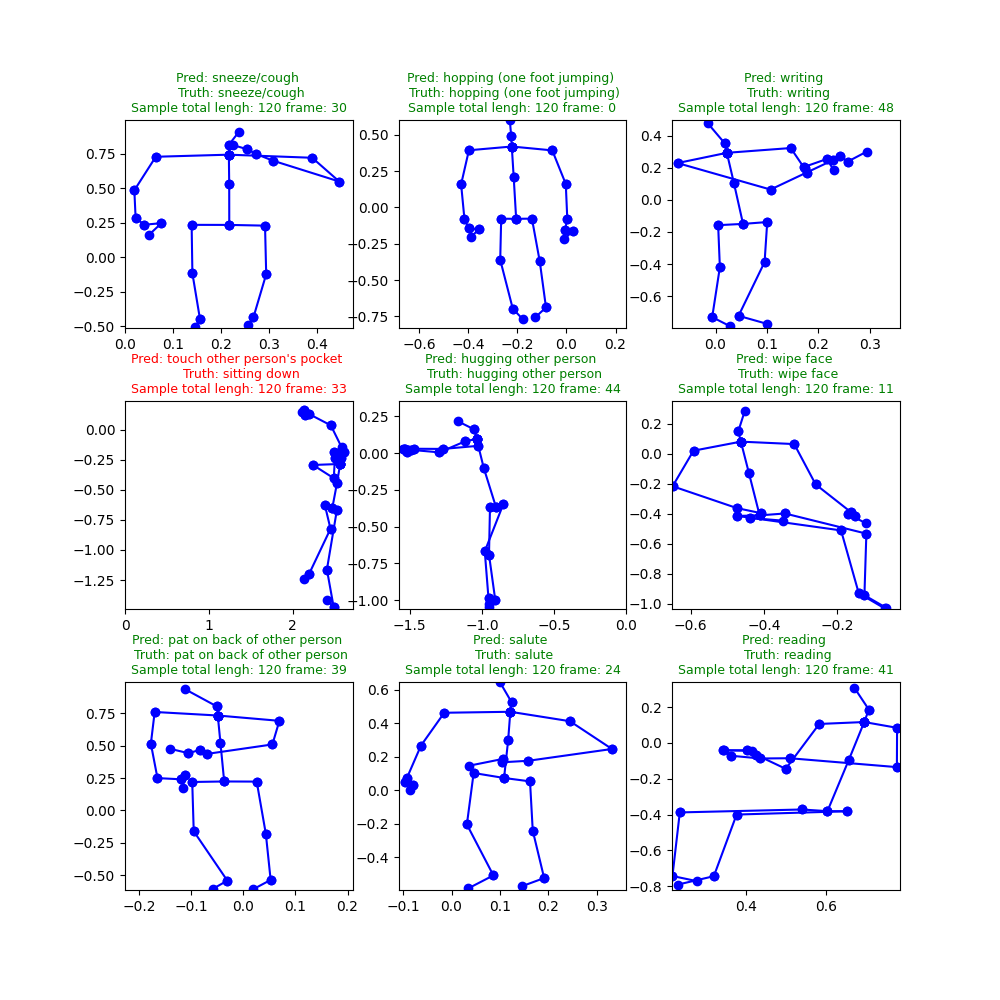 Pred: sneeze/cough
Truth: sneeze/cough
Sample total lengh: 120 frame: 30
0.75
0.50
0.25
0.00
−0.25
−0.50
0.0 0.1 0.2 0.3 0.4
Pred: hopping (one foot jumping)
Truth: hopping (one foot jumping)
Sample total lengh: 120 frame: 0
0.50
0.25
0.00
−0.25
−0.50
−0.75
−0.6 −0.4 −0.2 0.0 0.2
Pred: writing
Truth: writing
Sample total lengh: 120 frame: 48
0.4
0.2
0.0
−0.2
−0.4
−0.6
0.0 0.1 0.2 0.3
Pred: touch other person's pocket
Truth: sitting down
Sample total lengh: 120 frame: 33
0.00
−0.25
−0.50
−0.75
−1.00
−1.25
0 1 2
Pred: hugging other person
Truth: hugging other person
Sample total lengh: 120 frame: 44
0.25
0.00
−0.25
−0.50
−0.75
−1.00
−1.5 −1.0 −0.5 0.0
Pred: wipe face
Truth: wipe face
Sample total lengh: 120 frame: 11
0.2
0.0
−0.2
−0.4
−0.6
−0.8
−1.0
−0.6 −0.4 −0.2
Pred: pat on back of other person
Truth: pat on back of other person
Sample total lengh: 120 frame: 39
0.75
0.50
0.25
0.00
−0.25
−0.50
−0.2 −0.1 0.0 0.1 0.2
Pred: salute
Truth: salute
Sample total lengh: 120 frame: 24
0.6
0.4
0.2
0.0
−0.2
−0.4
−0.1 0.0 0.1 0.2 0.3
Pred: reading
Truth: reading
Sample total lengh: 120 frame: 41
0.2
0.0
−0.2
−0.4
−0.6
−0.8
0.4 0.6